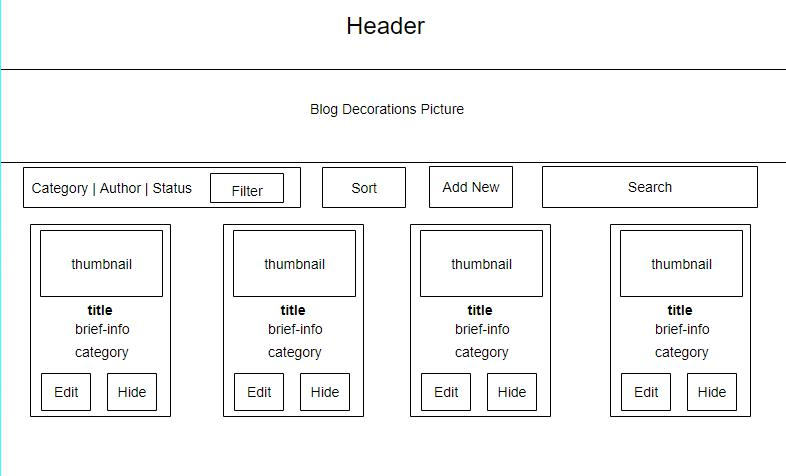 Header
Blog Decorations Picture
Category | Author | Status Filter Sort Add New Search
thumbnail thumbnail thumbnail thumbnail
title title title title
brief-info brief-info brief-info brief-info
category category category category
Edit Hide Edit Hide Edit Hide Edit Hide